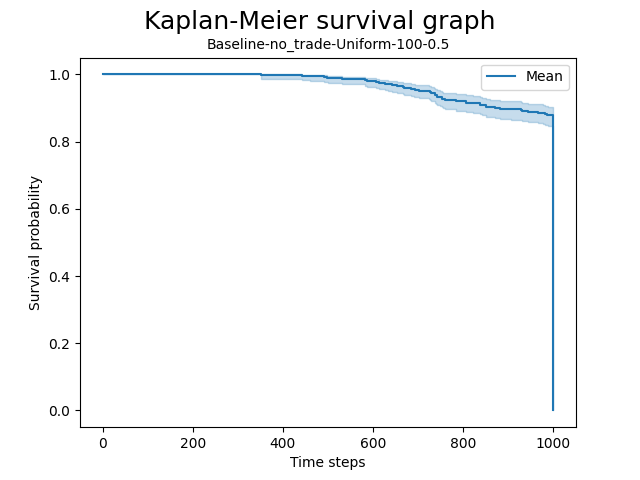 Kaplan-Meier survival graph
Baseline-no_trade-Uniform-100-0.5
Mean
1.0
0.8
0.6
0.4
0.2
0.0
Survival probability
0
200
400
600
800
1000
Time steps